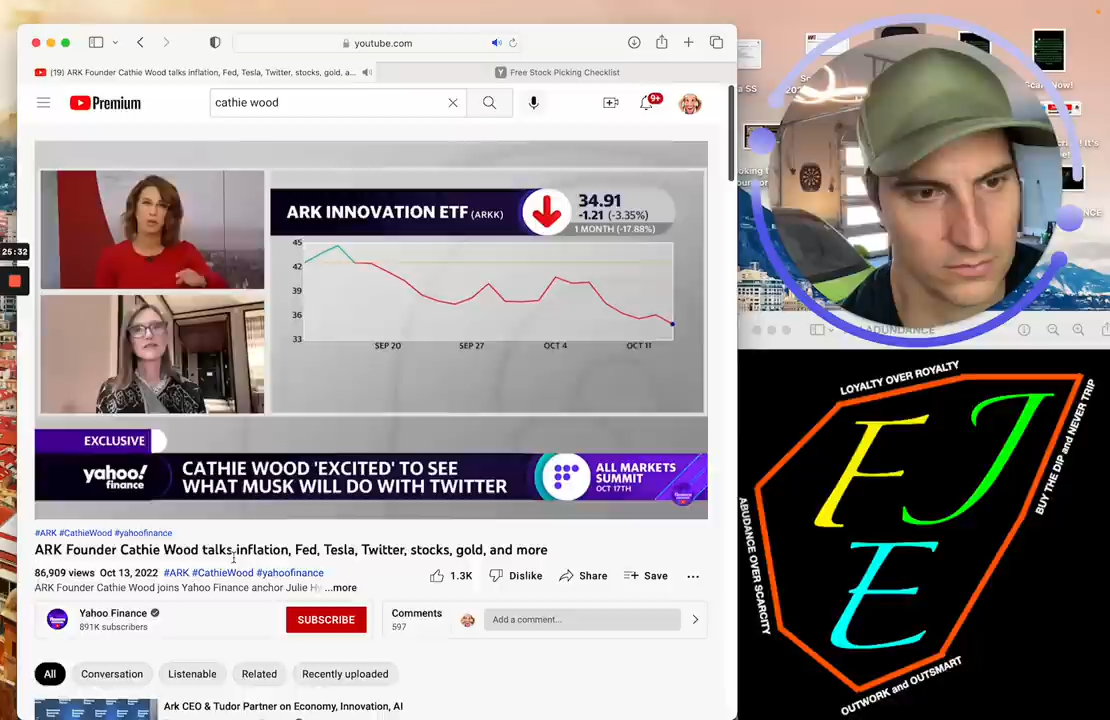 youtube.com
(19) ARK Founder Cathie Wood talks inflation, Fed, Tesla, Twitter, stocks, gold, a...
Free Stock Picking Checklist
Premium
cathie wood
9+
25:32
ARK INNOVATION ETF (ARKK)
34.91
-1.21 (-3.35%)
1 MONTH (-17.88%)
45
42
39
36
33
SEP 20
SEP 27
OCT 4
OCT 11
EXCLUSIVE
yahoo!
finance
CATHIE WOOD 'EXCITED' TO SEE
WHAT MUSK WILL DO WITH TWITTER
ALL MARKETS
SUMMIT
OCT 17TH
#ARK #CathieWood #yahoofinance
ARK Founder Cathie Wood talks inflation, Fed, Tesla, Twitter, stocks, gold, and more
86,909 views Oct 13, 2022 #ARK #CathieWood #yahoofinance
ARK Founder Cathie Wood joins Yahoo Finance anchor Julie Hy ...more
1.3K
Dislike
Share
Save
Yahoo Finance
891K subscribers
SUBSCRIBE
Comments
597
Add a comment...
All
Conversation
Listenable
Related
Recently uploaded
Ark CEO & Tudor Partner on Economy, Innovation, AI
LOYALTY OVER ROYALTY
BUY THE DIP and NEVER TRIP
ABUDANCE OVER SCARCITY
OUTWORK and OUTSMART
F J
E